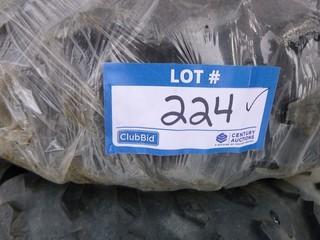 LOT #
224 ✓
ClubBid
CENTURY
AUCTIONS